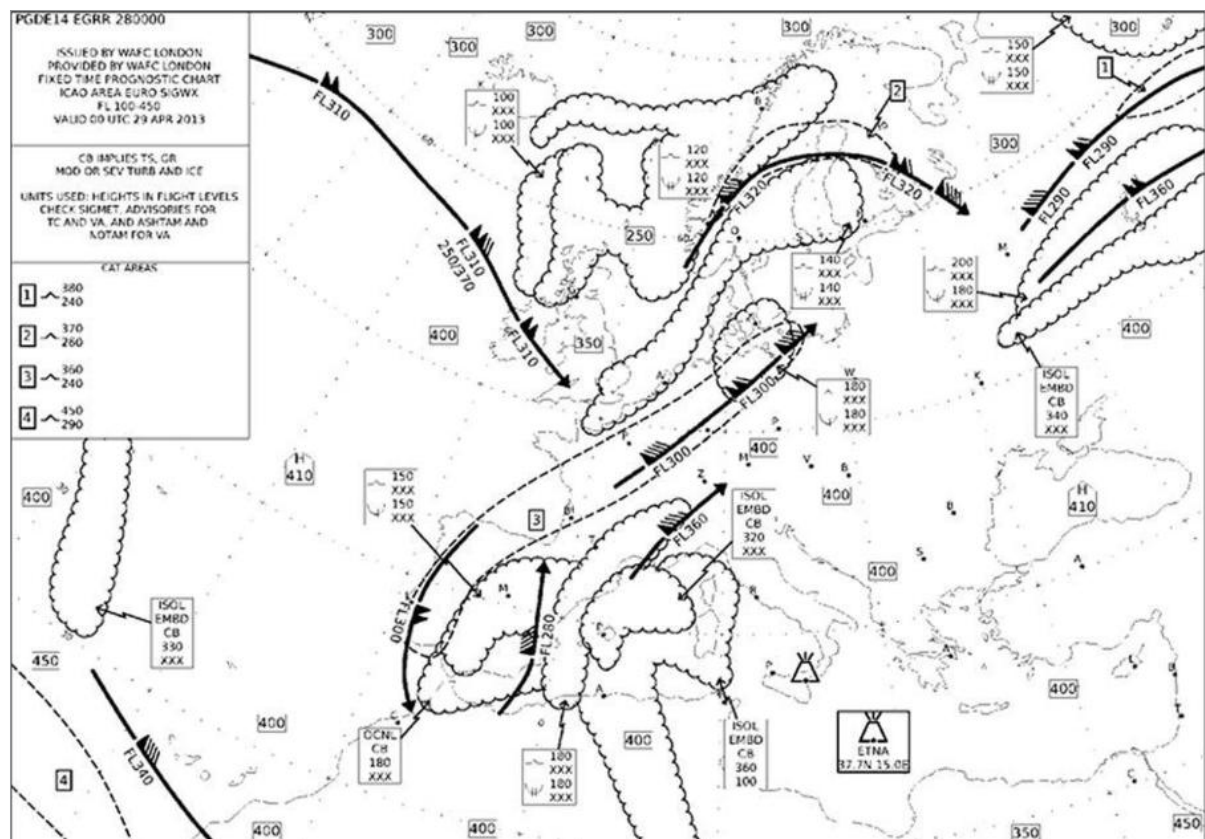 PGDE14 EGRR 280000
ISSUED BY WAFC LONDON
PROVIDED BY WAFC LONDON
FIXED TIME PROGNOSTIC CHART
ICAO AREA EURO SIGWX
FL 100-450
VALID 00 UTC 29 APR 2013
CB IMPLIES TS, GR
MOD OR SEV TURB AND ICE
UNITS USED: HEIGHTS IN FLIGHT LEVELS
CHECK SIGMET, ADVISORIES FOR
TC AND VA, AND ASHTAM AND
NOTAM FOR VA
CAT AREAS
1 380
240
2 370
260
3 360
240
4 450
290
300
300
300
300
300
300
FL310
100
XXX
100
XXX
120
XXX
120
XXX
2
150
XXX
150
XXX
1
FL320
FL320
FL290
FL290
FL360
FL310
250/370
250
140
XXX
140
XXX
M
200
XXX
180
XXX
400
FL310
350
400
W
180
XXX
180
XXX
K
ISOL
EMBD
CB
340
XXX
FL300
FL300
400
M
V
B
Z
400
H
410
H
410
400
150
XXX
150
XXX
3
FL360
ISOL
EMBD
CB
320
XXX
B
S
A
400
M
R
FL300
FL280
ISOL
EMBD
CB
330
XXX
450
400
FL340
4
400
OCNL
CB
180
XXX
180
XXX
180
XXX
A
400
ISOL
EMBD
CB
360
100
ETNA
37.7N 15.0E
A
400
C
400
350
450